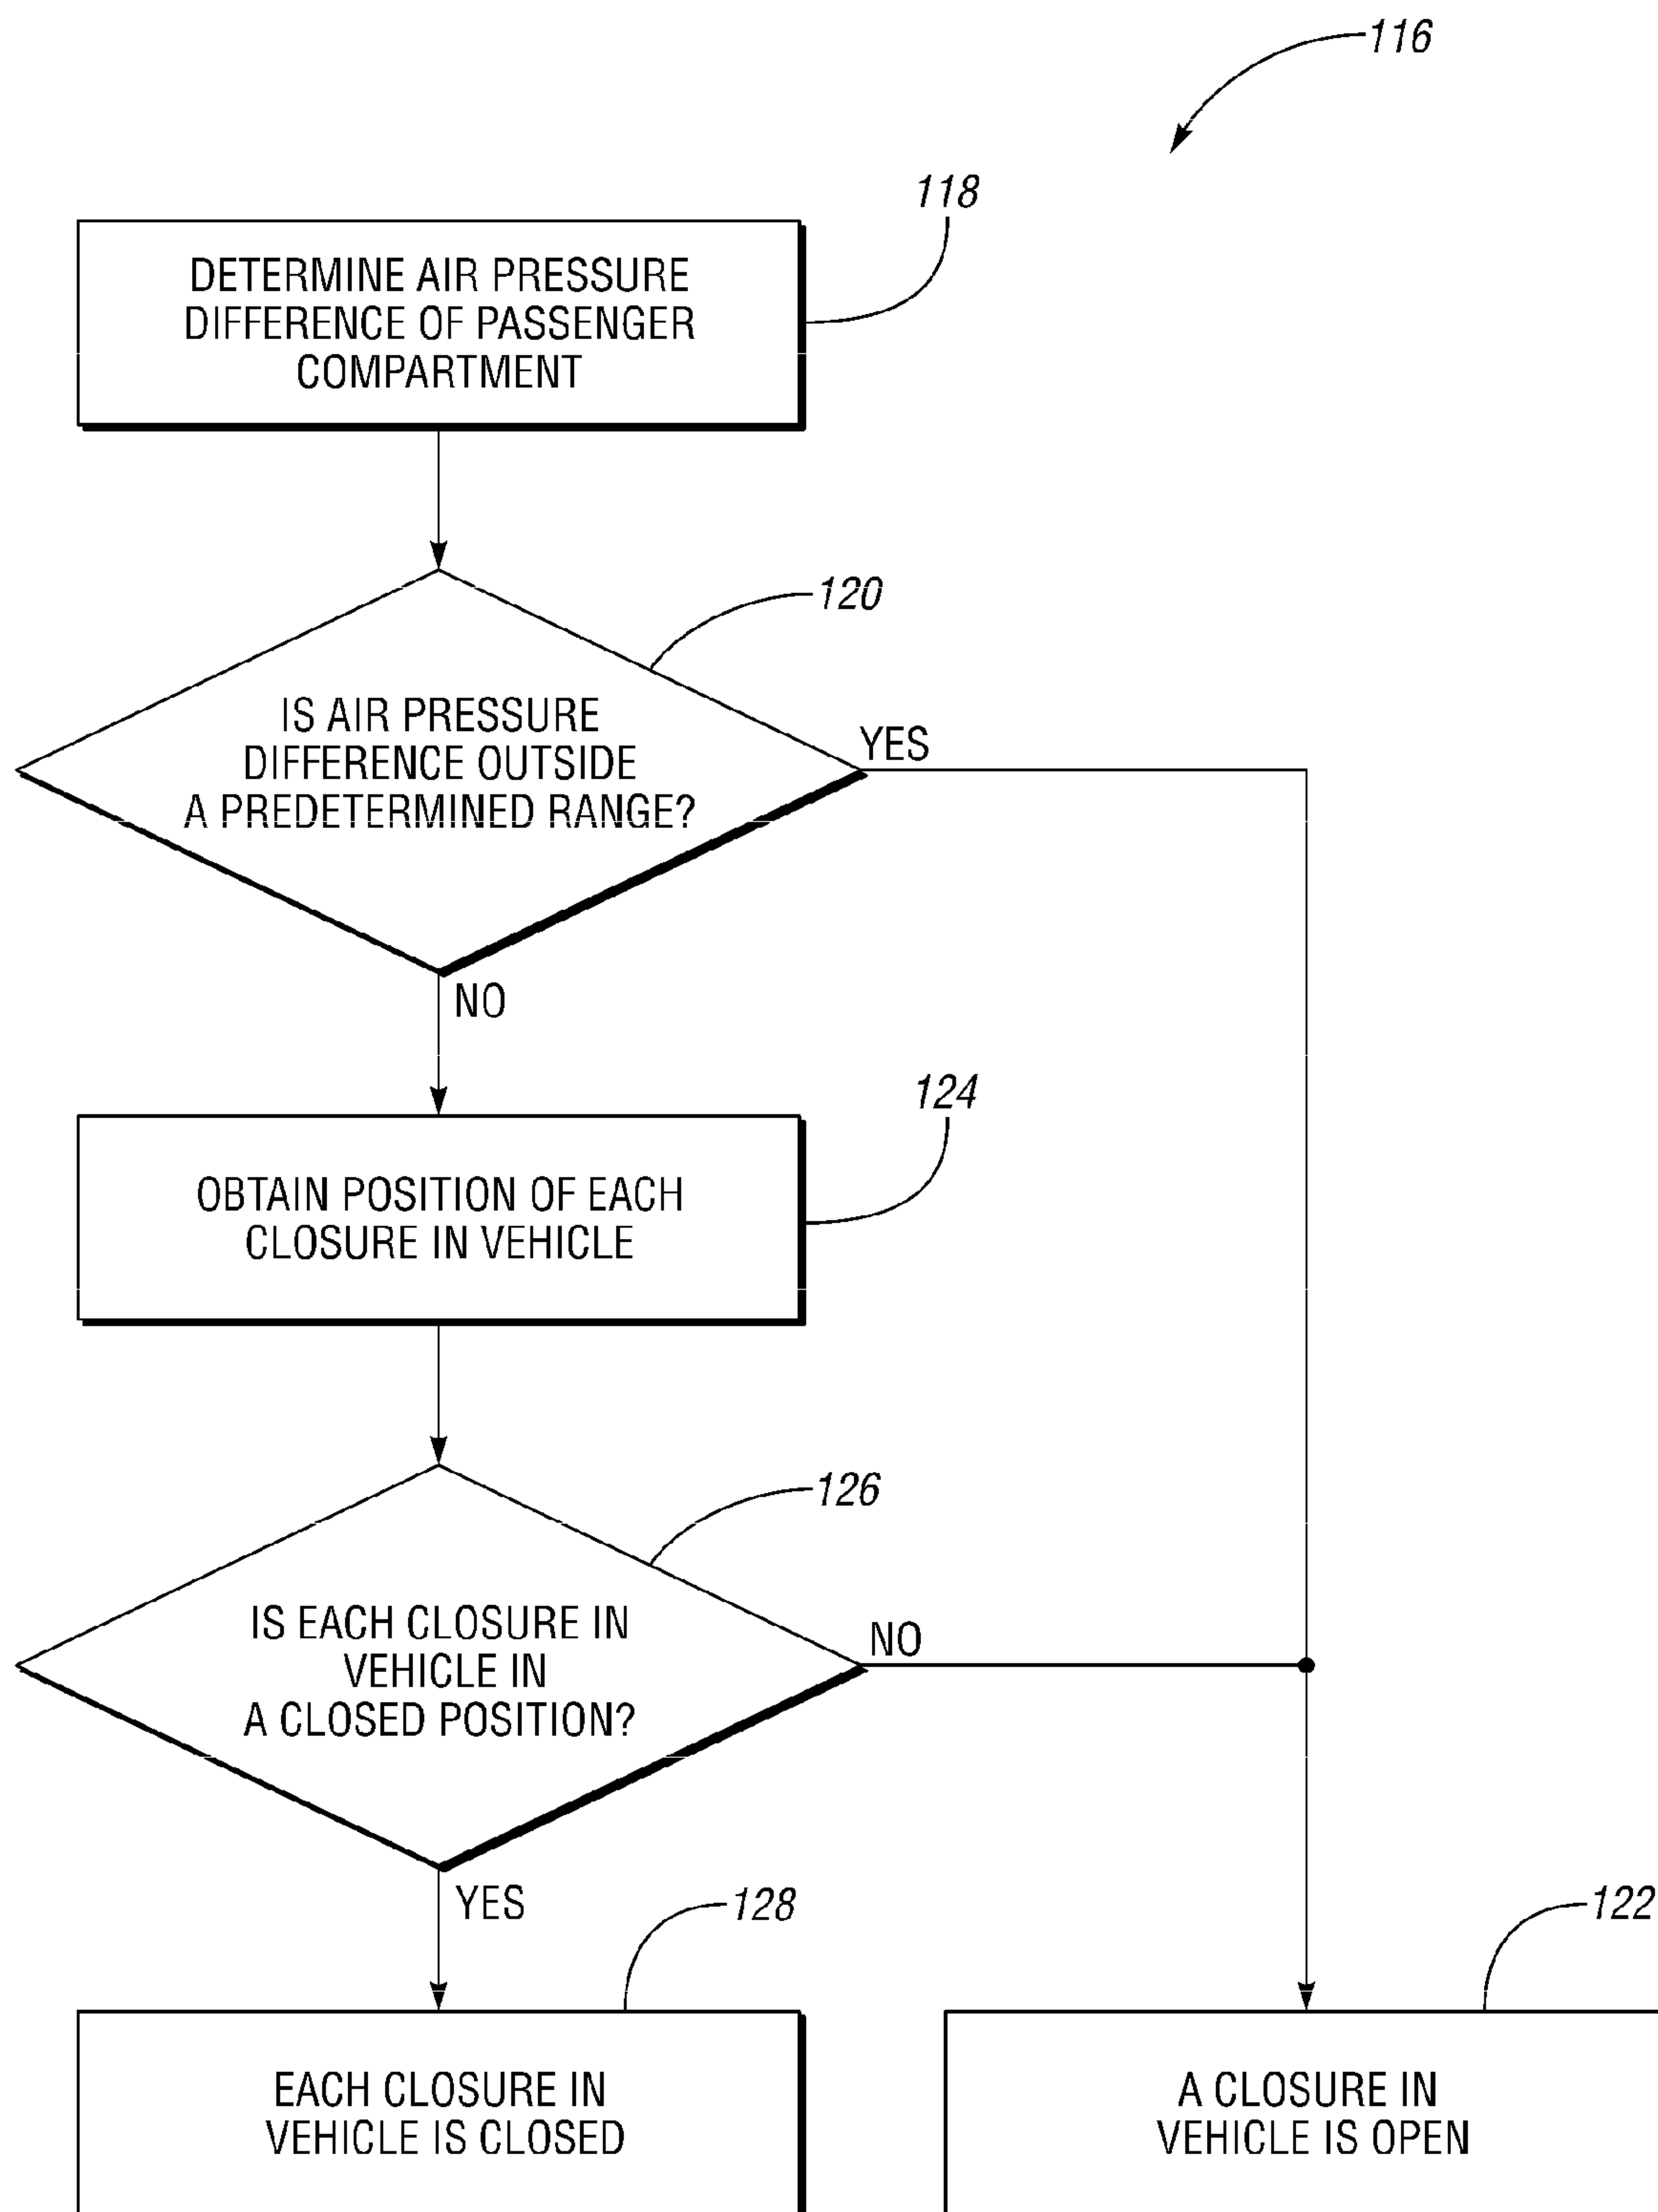 116
118
DETERMINE AIR PRESSURE
DIFFERENCE OF PASSENGER
COMPARTMENT
120
IS AIR PRESSURE
DIFFERENCE OUTSIDE
A PREDETERMINED RANGE?
YES
NO
124
OBTAIN POSITION OF EACH
CLOSURE IN VEHICLE
126
IS EACH CLOSURE IN
VEHICLE IN
A CLOSED POSITION?
NO
YES
128
122
EACH CLOSURE IN
VEHICLE IS CLOSED
A CLOSURE IN
VEHICLE IS OPEN